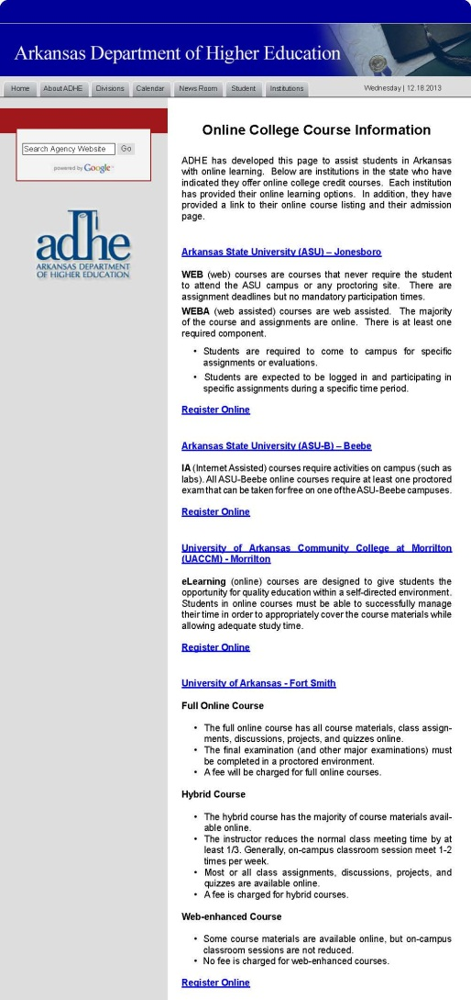 Arkansas Department of Higher Education
Home About ADHE Divisions Calendar News Room Student Institutions Wednesday | 12.18.2013
Search Agency Website Go
powered by Google™
adhe
ARKANSAS DEPARTMENT
OF HIGHER EDUCATION
Online College Course Information
ADHE has developed this page to assist students in Arkansas
with online learning. Below are institutions in the state who have
indicated they offer online college credit courses. Each institution
has provided their online learning options. In addition, they have
provided a link to their online course listing and their admission
page.
Arkansas State University (ASU) – Jonesboro
WEB (web) courses are courses that never require the student
to attend the ASU campus or any proctoring site. There are
assignment deadlines but no mandatory participation times.
WEBA (web assisted) courses are web assisted. The majority
of the course and assignments are online. There is at least one
required component.
• Students are required to come to campus for specific
assignments or evaluations.
• Students are expected to be logged in and participating in
specific assignments during a specific time period.
Register Online
Arkansas State University (ASU-B) – Beebe
IA (Internet Assisted) courses require activities on campus (such as
labs). All ASU-Beebe online courses require at least one proctored
exam that can be taken for free on one of the ASU-Beebe campuses.
Register Online
University of Arkansas Community College at Morrilton
(UACCM) - Morrilton
eLearning (online) courses are designed to give students the
opportunity for quality education within a self-directed environment.
Students in online courses must be able to successfully manage
their time in order to appropriately cover the course materials while
allowing adequate study time.
Register Online
University of Arkansas - Fort Smith
Full Online Course
• The full online course has all course materials, class assign-
ments, discussions, projects, and quizzes online.
• The final examination (and other major examinations) must
be completed in a proctored environment.
• A fee will be charged for full online courses.
Hybrid Course
• The hybrid course has the majority of course materials avail-
able online.
• The instructor reduces the normal class meeting time by at
least 1/3. Generally, on-campus classroom session meet 1-2
times per week.
• Most or all class assignments, discussions, projects, and
quizzes are available online.
• A fee is charged for hybrid courses.
Web-enhanced Course
• Some course materials are available online, but on-campus
classroom sessions are not reduced.
• No fee is charged for web-enhanced courses.
Register Online